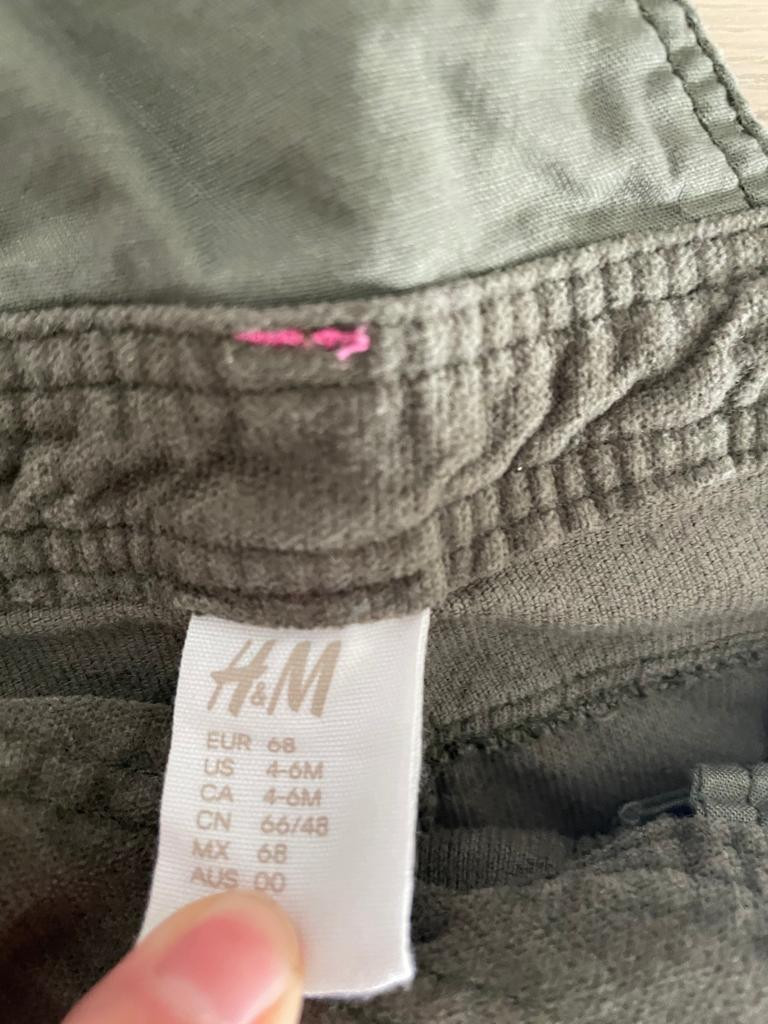 H&M
EUR 68
US 4-6M
CA 4-6M
CN 66/48
MX 68
AUS 00